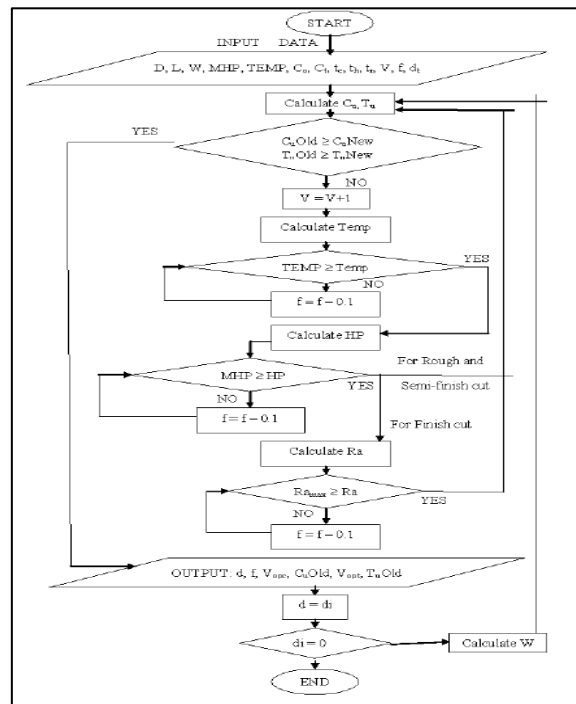 START
INPUT DATA
D, L, W, MHP, TEMP, Co, Ct, tc, th, tn, V, f, dt
Calculate Cu, Tu
YES
CuOld ≥ CuNew
TuOld ≥ TuNew
NO
V = V+1
Calculate Temp
YES
TEMP ≥ Temp
NO
f = f – 0.1
Calculate HP
For Rough and
MHP ≥ HP
YES
Semi-finish cut
NO
f = f – 0.1
For Finish cut
Calculate Ra
Ramax ≥ Ra
YES
NO
f = f – 0.1
OUTPUT: d, f, Vopc, CuOld, Vopt, TuOld
d = di
di = 0
Calculate W
END